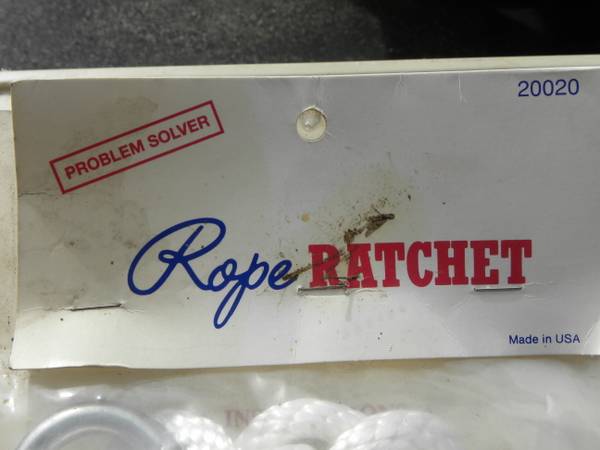 20020
PROBLEM SOLVER
Rope RATCHET
Made in USA